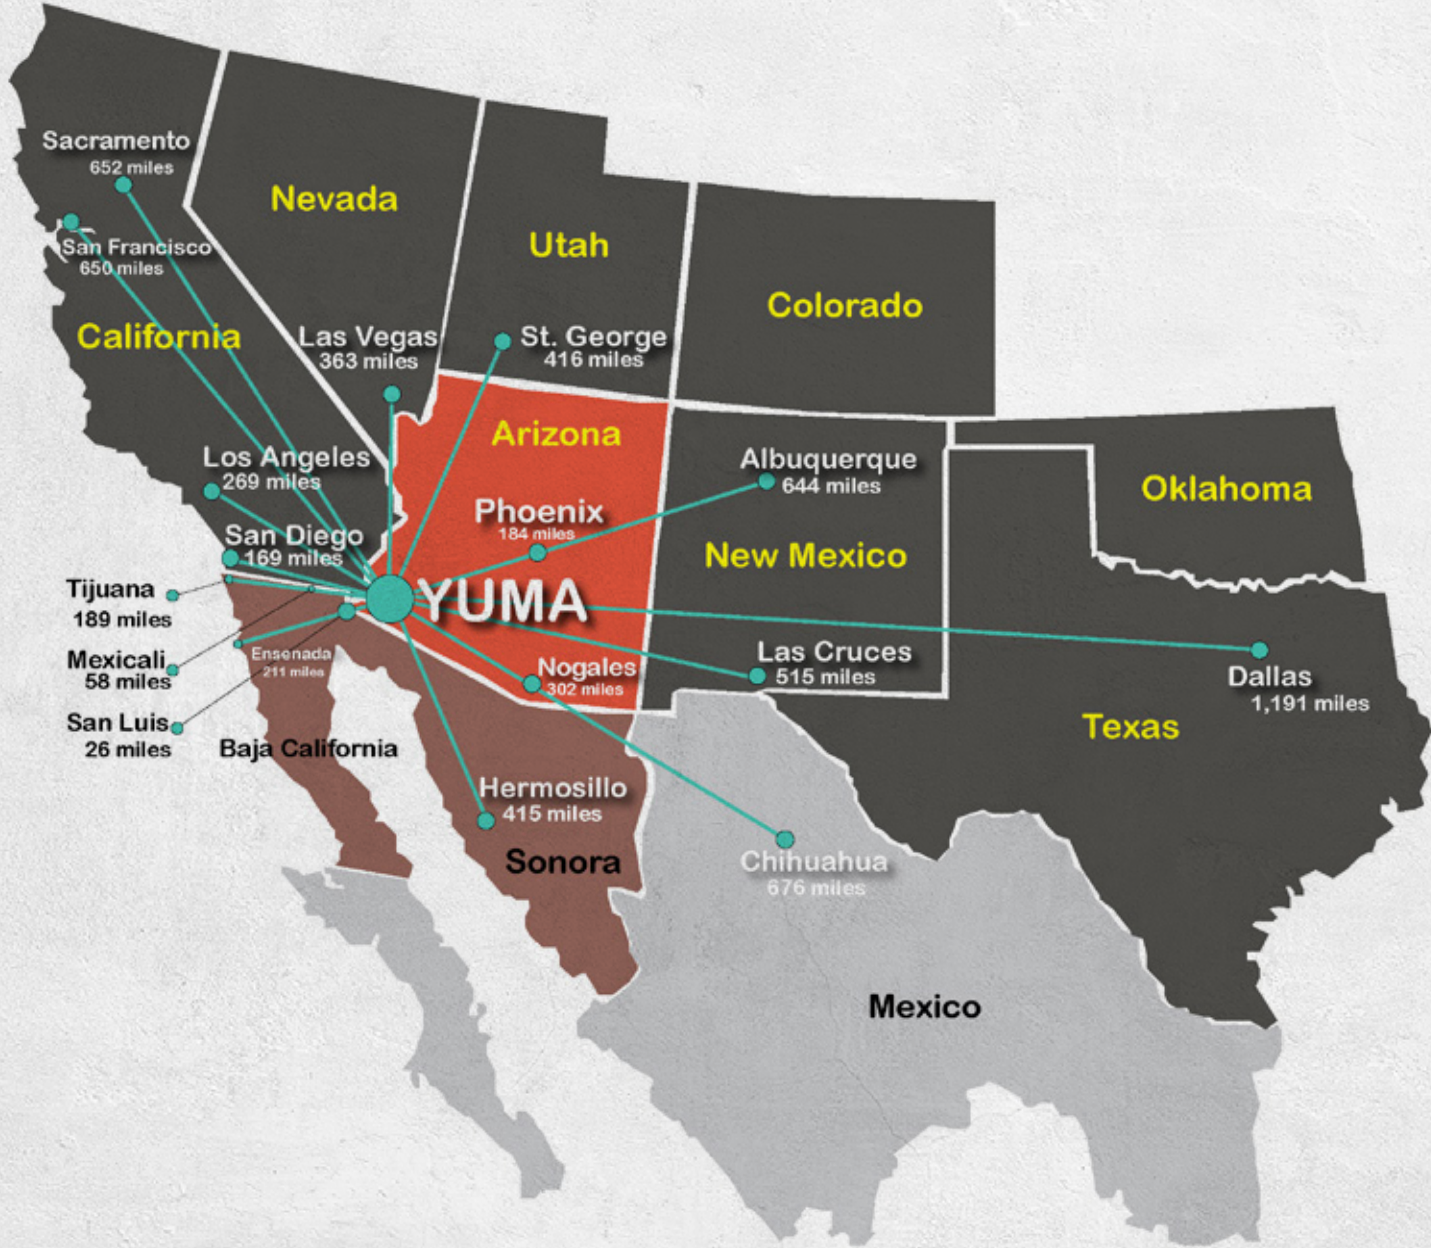 Sacramento
652 miles
Nevada
San Francisco
650 miles
Utah
Colorado
California
Las Vegas
363 miles
St. George
416 miles
Arizona
Los Angeles
269 miles
Albuquerque
644 miles
Oklahoma
Phoenix
184 miles
San Diego
169 miles
New Mexico
Tijuana
189 miles
YUMA
Mexicali
58 miles
Ensenada
211 miles
Nogales
302 miles
Las Cruces
515 miles
Dallas
1,191 miles
San Luis
26 miles
Baja California
Texas
Hermosillo
415 miles
Sonora
Chihuahua
676 miles
Mexico